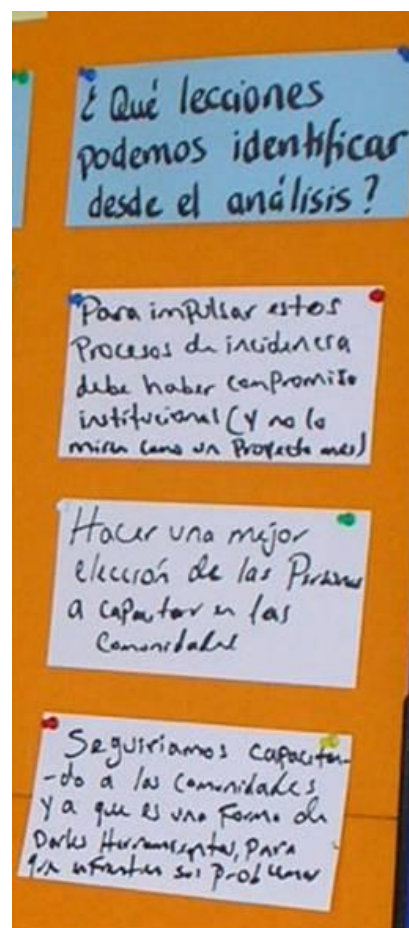 ¿Qué lecciones
podemos identificar
desde el análisis?
Para impulsar estos
Procesos de incidencia
debe haber compromiso
institucional (y no lo
miren como un Proyecto mas)
Hacer una mejor
elección de las Personas
a capacitar en las
Comunidades
Seguiriamos capacitan-
-do a las comunidades
ya que es una forma de
Darles Herramientas, para
que enfrenten sus problemas